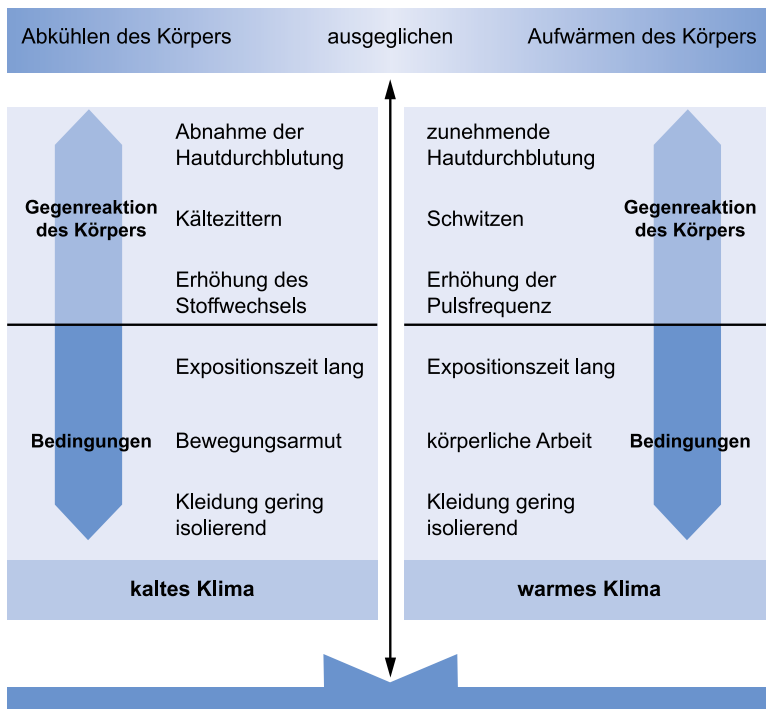 Abkühlen des Körpers
ausgeglichen
Aufwärmen des Körpers
Gegenreaktion
des Körpers
Abnahme der
Hautdurchblutung
Kältezittern
Erhöhung des
Stoffwechsels
Bedingungen
Expositionszeit lang
Bewegungsarmut
Kleidung gering
isolierend
kaltes Klima
zunehmende
Hautdurchblutung
Schwitzen
Erhöhung der
Pulsfrequenz
Gegenreaktion
des Körpers
Expositionszeit lang
körperliche Arbeit
Kleidung gering
isolierend
Bedingungen
warmes Klima